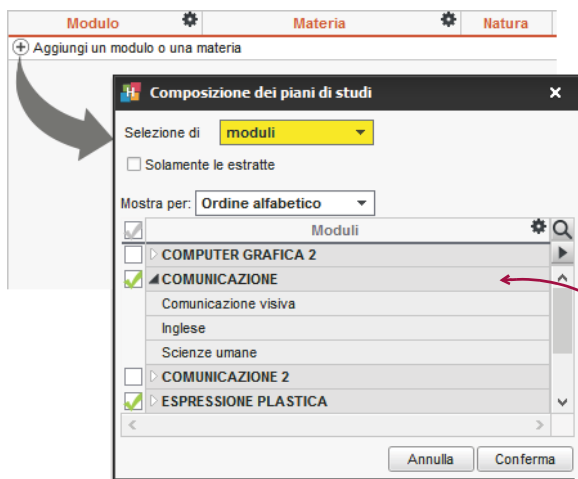 Modulo Materia Natura
Aggiungi un modulo o una materia
H Composizione dei piani di studi
Selezione di moduli
Solamente le estratte
Mostra per: Ordine alfabetico
Moduli
COMPUTER GRAFICA 2
COMUNICAZIONE
Comunicazione visiva
Inglese
Scienze umane
COMUNICAZIONE 2
ESPRESSIONE PLASTICA
Annulla Conferma